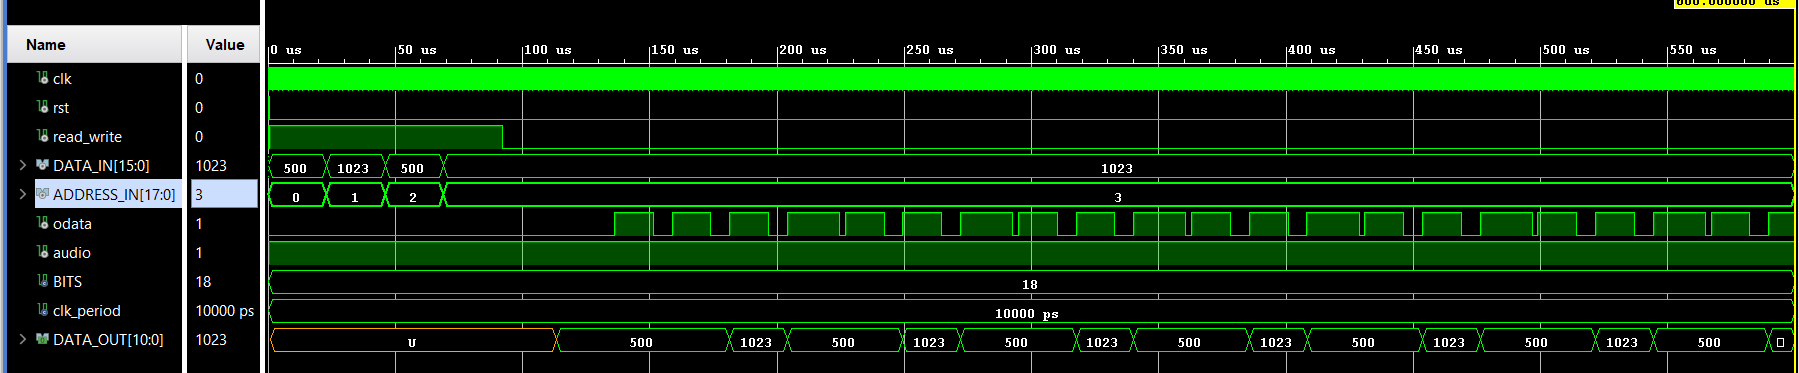 000.000000 us
Name Value
0 us 50 us 100 us 150 us 200 us 250 us 300 us 350 us 400 us 450 us 500 us 550 us
clk 0
rst 0
read_write 0
DATA_IN[15:0] 1023 500 1023 500 1023
ADDRESS_IN[17:0] 3 0 1 2 3
odata 1
audio 1
BITS 18 18
clk_period 10000 ps 10000 ps
DATA_OUT[10:0] 1023 U 500 1023 500 1023 500 1023 500 1023 500 1023 500 1023 500